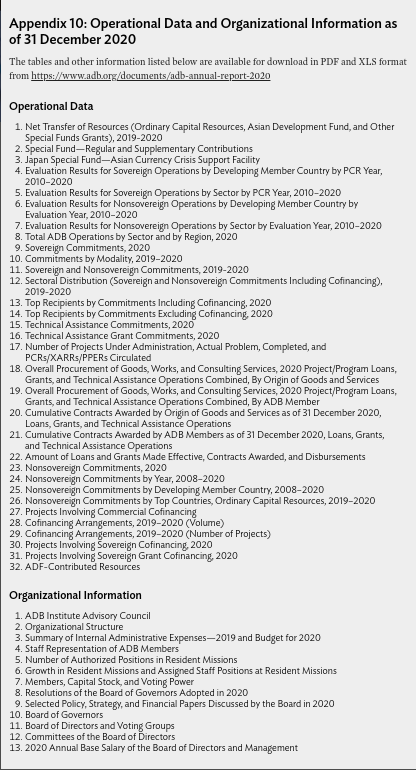 Appendix 10: Operational Data and Organizational Information as
of 31 December 2020
The tables and other information listed below are available for download in PDF and XLS format
from https://www.adb.org/documents/adb-annual-report-2020
Operational Data
1. Net Transfer of Resources (Ordinary Capital Resources, Asian Development Fund, and Other
Special Funds Grants), 2019-2020
2. Special Fund—Regular and Supplementary Contributions
3. Japan Special Fund—Asian Currency Crisis Support Facility
4. Evaluation Results for Sovereign Operations by Developing Member Country by PCR Year,
2010–2020
5. Evaluation Results for Sovereign Operations by Sector by PCR Year, 2010–2020
6. Evaluation Results for Nonsovereign Operations by Developing Member Country by
Evaluation Year, 2010–2020
7. Evaluation Results for Nonsovereign Operations by Sector by Evaluation Year, 2010–2020
8. Total ADB Operations by Sector and by Region, 2020
9. Sovereign Commitments, 2020
10. Commitments by Modality, 2019–2020
11. Sovereign and Nonsovereign Commitments, 2019-2020
12. Sectoral Distribution (Sovereign and Nonsovereign Commitments Including Cofinancing),
2019-2020
13. Top Recipients by Commitments Including Cofinancing, 2020
14. Top Recipients by Commitments Excluding Cofinancing, 2020
15. Technical Assistance Commitments, 2020
16. Technical Assistance Grant Commitments, 2020
17. Number of Projects Under Administration, Actual Problem, Completed, and
PCRs/XARRs/PPERs Circulated
18. Overall Procurement of Goods, Works, and Consulting Services, 2020 Project/Program Loans,
Grants, and Technical Assistance Operations Combined, By Origin of Goods and Services
19. Overall Procurement of Goods, Works, and Consulting Services, 2020 Project/Program Loans,
Grants, and Technical Assistance Operations Combined, By ADB Member
20. Cumulative Contracts Awarded by Origin of Goods and Services as of 31 December 2020,
Loans, Grants, and Technical Assistance Operations
21. Cumulative Contracts Awarded by ADB Members as of 31 December 2020, Loans, Grants,
and Technical Assistance Operations
22. Amount of Loans and Grants Made Effective, Contracts Awarded, and Disbursements
23. Nonsovereign Commitments, 2020
24. Nonsovereign Commitments by Year, 2008–2020
25. Nonsovereign Commitments by Developing Member Country, 2008–2020
26. Nonsovereign Commitments by Top Countries, Ordinary Capital Resources, 2019–2020
27. Projects Involving Commercial Cofinancing
28. Cofinancing Arrangements, 2019–2020 (Volume)
29. Cofinancing Arrangements, 2019–2020 (Number of Projects)
30. Projects Involving Sovereign Cofinancing, 2020
31. Projects Involving Sovereign Grant Cofinancing, 2020
32. ADF-Contributed Resources
Organizational Information
1. ADB Institute Advisory Council
2. Organizational Structure
3. Summary of Internal Administrative Expenses—2019 and Budget for 2020
4. Staff Representation of ADB Members
5. Number of Authorized Positions in Resident Missions
6. Growth in Resident Missions and Assigned Staff Positions at Resident Missions
7. Members, Capital Stock, and Voting Power
8. Resolutions of the Board of Governors Adopted in 2020
9. Selected Policy, Strategy, and Financial Papers Discussed by the Board in 2020
10. Board of Governors
11. Board of Directors and Voting Groups
12. Committees of the Board of Directors
13. 2020 Annual Base Salary of the Board of Directors and Management